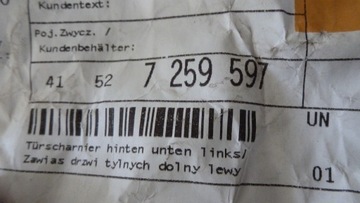 Kundentext:
Poj.Zwycz. /
Kundenbehälter:
41 52 7 259 597
UN
Türscharnier hinten unten links/
Zawias drzwi tylnych dolny lewy
01